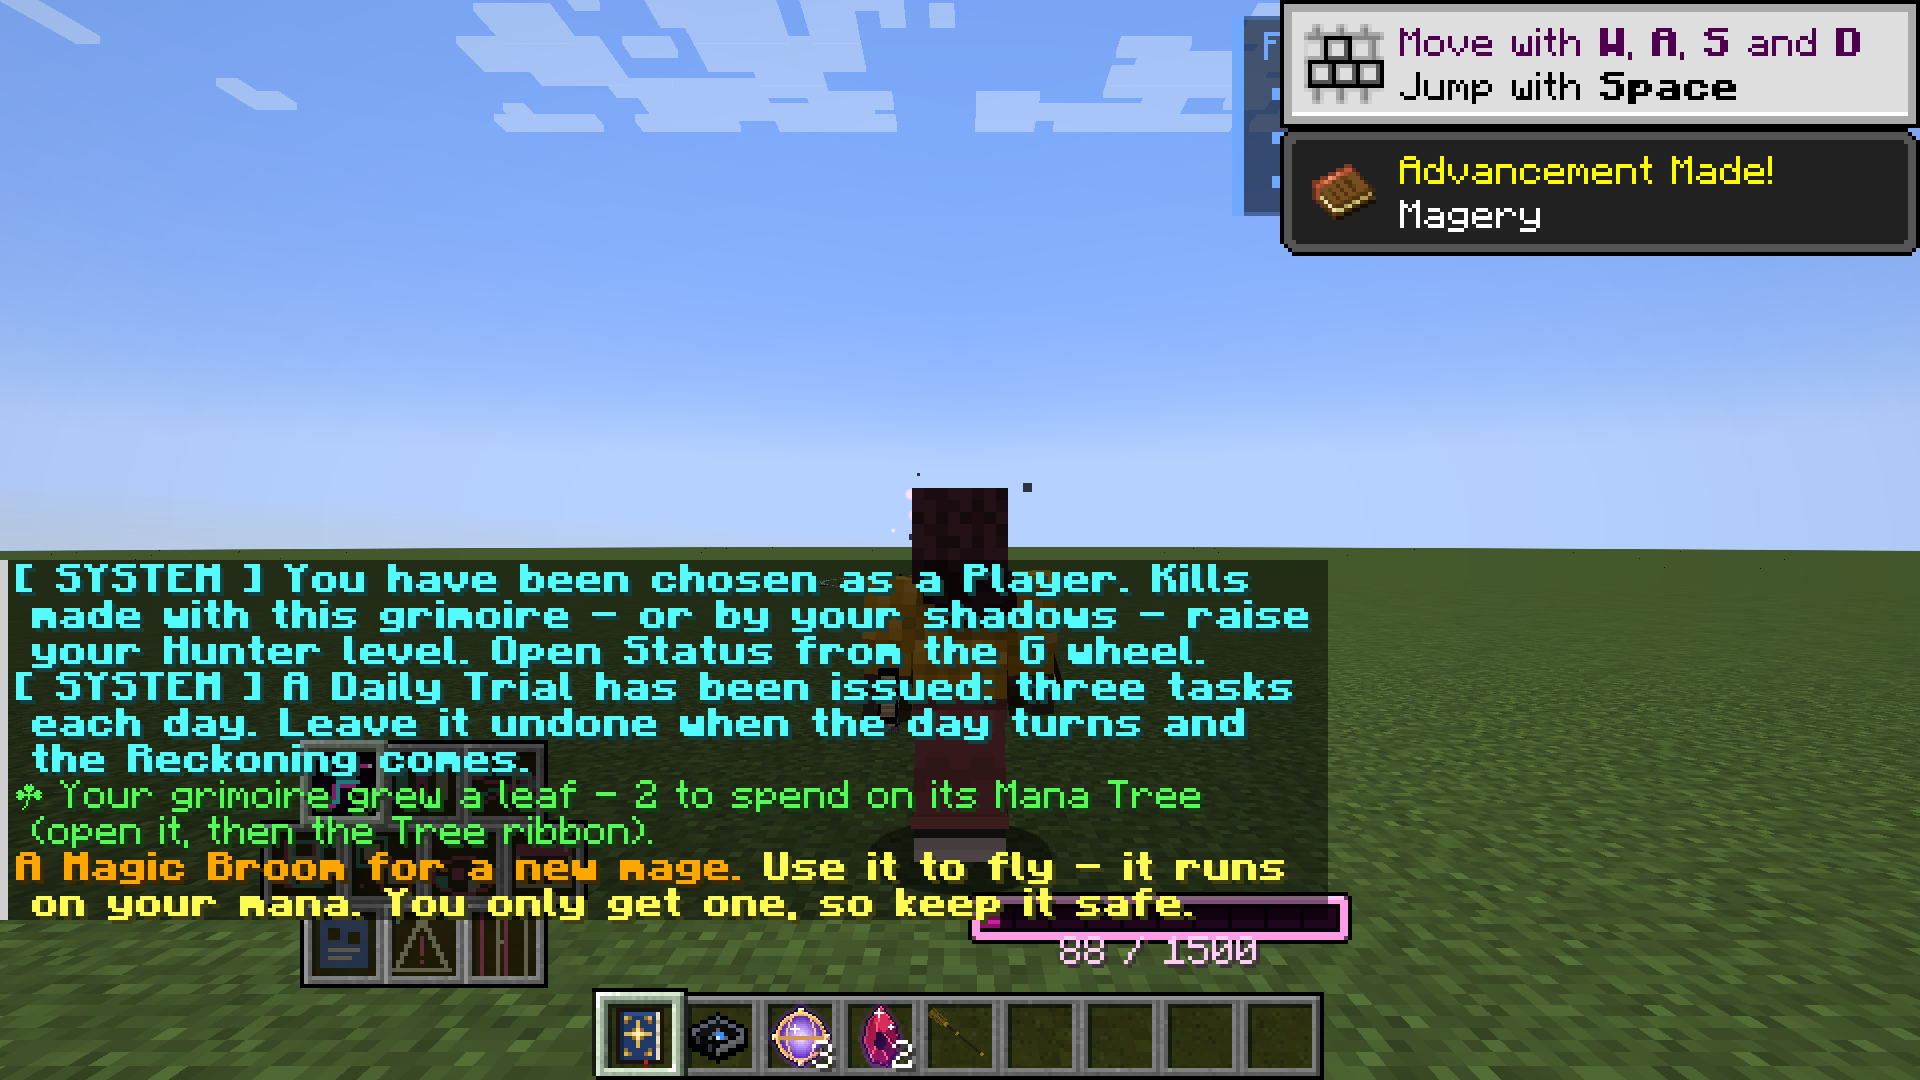 F
Move with W, A, S and D
Jump with Space
Advancement Made!
Magery
[ SYSTEM ] You have been chosen as a Player. Kills
made with this grimoire – or by your shadows – raise
your Hunter level. Open Status from the G wheel.
[ SYSTEM ] A Daily Trial has been issued: three tasks
each day. Leave it undone when the day turns and
the Reckoning comes.
☘ Your grimoire grew a leaf – 2 to spend on its Mana Tree
(open it, then the Tree ribbon).
A Magic Broom for a new mage. Use it to fly – it runs
on your mana. You only get one, so keep it safe.
88 / 1500
3
2